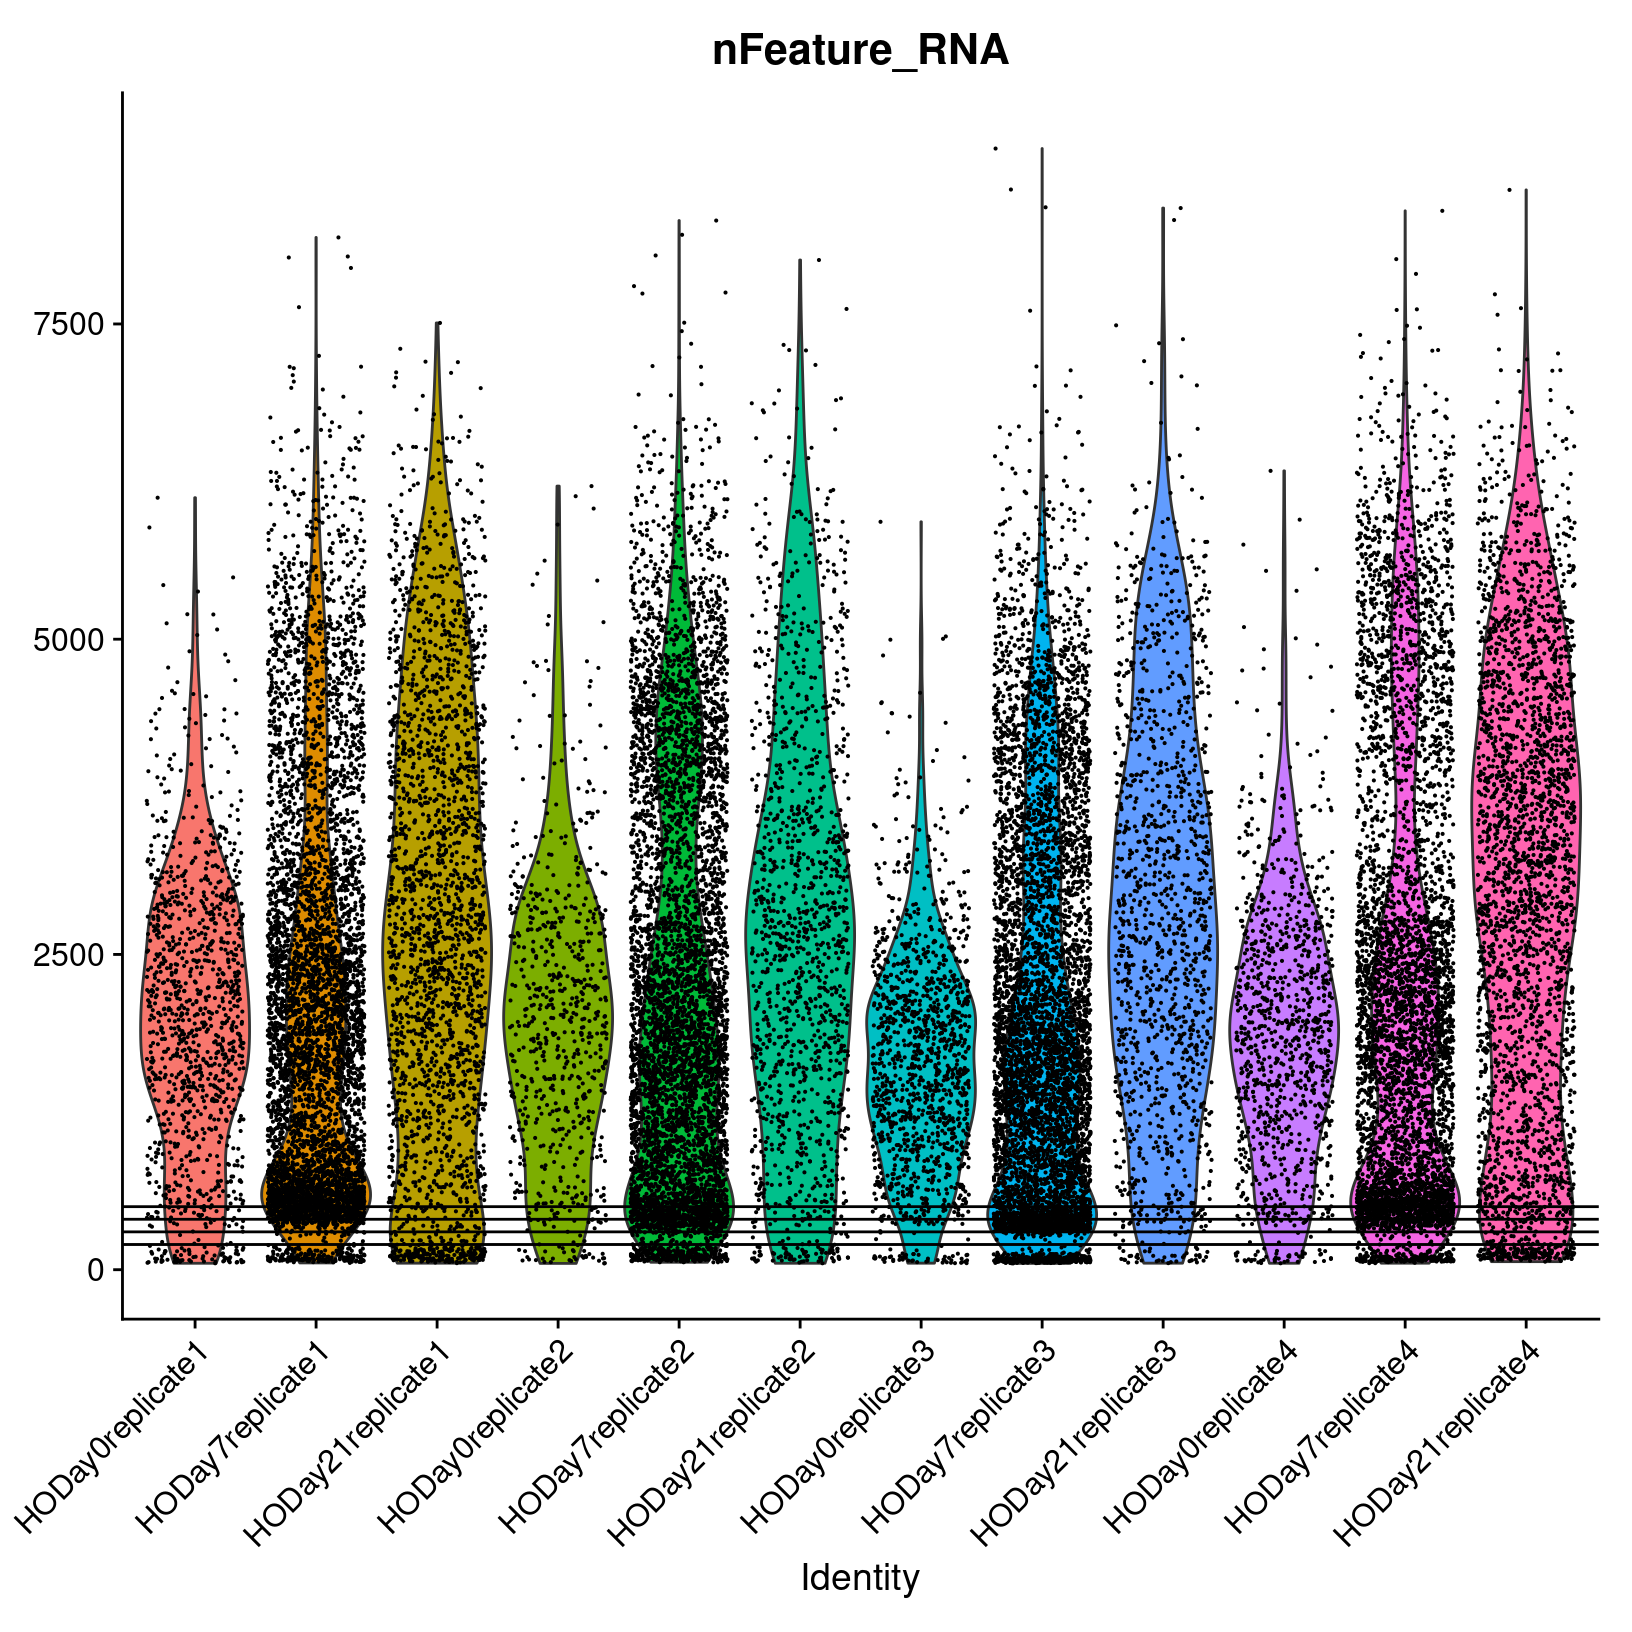 nFeature_RNA
7500
5000
2500
0
HODay0replicate1
HODay7replicate1
HODay21replicate1
HODay0replicate2
HODay7replicate2
HODay21replicate2
HODay0replicate3
HODay7replicate3
HODay21replicate3
HODay0replicate4
HODay7replicate4
HODay21replicate4
Identity